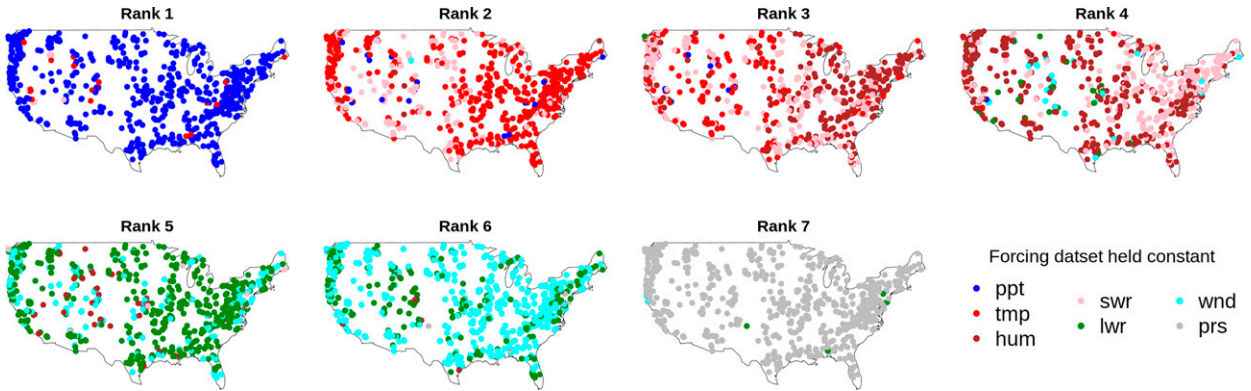 Rank 1
Rank 2
Rank 3
Rank 4
Rank 5
Rank 6
Rank 7
Forcing datset held constant
ppt
swr
wnd
tmp
lwr
prs
hum